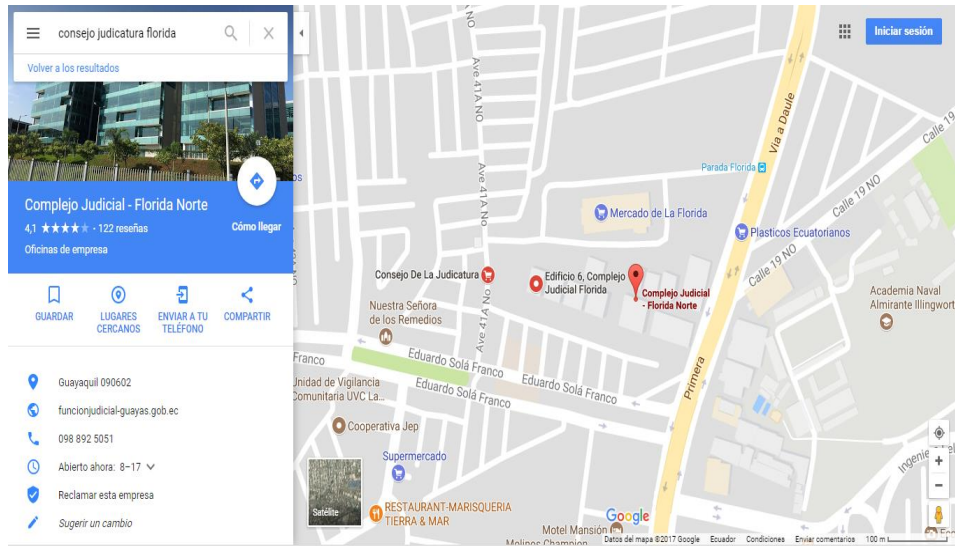 consejo judicatura florida
Volver a los resultados
Complejo Judicial - Florida Norte
4,1 ★★★★★ - 122 reseñas
Cómo llegar
Oficinas de empresa
GUARDAR
LUGARES
CERCANOS
ENVIAR A TU
TELÉFONO
COMPARTIR
Guayaquil 090602
funcionjudicial-guayas.gob.ec
098 892 5051
Abierto ahora: 8–17
Reclamar esta empresa
Sugerir un cambio
Iniciar sesión
Ave 41A NO
Ave 41A NO
Ave 41A NO
Via a Daule
Calle 19
Parada Florida
Calle 19 NO
Mercado de La Florida
Plasticos Ecuatorianos
Calle 19 NO
Consejo De La Judicatura
Edificio 6, Complejo
Judicial Florida
Complejo Judicial
- Florida Norte
Academia Naval
Almirante Illingwort
Nuestra Señora
de los Remedios
Franco
Eduardo Solá Franco
Eduardo Solá Franco
Eduardo Solá Franco
Primera
Unidad de Vigilancia
Comunitaria UVC La...
Cooperativa Jep
Supermercado
Satélite
RESTAURANT-MARISQUERIA
TIERRA & MAR
Google
Motel Mansión
Datos del mapa ©2017 Google Ecuador Condiciones Enviar comentarios 100 m